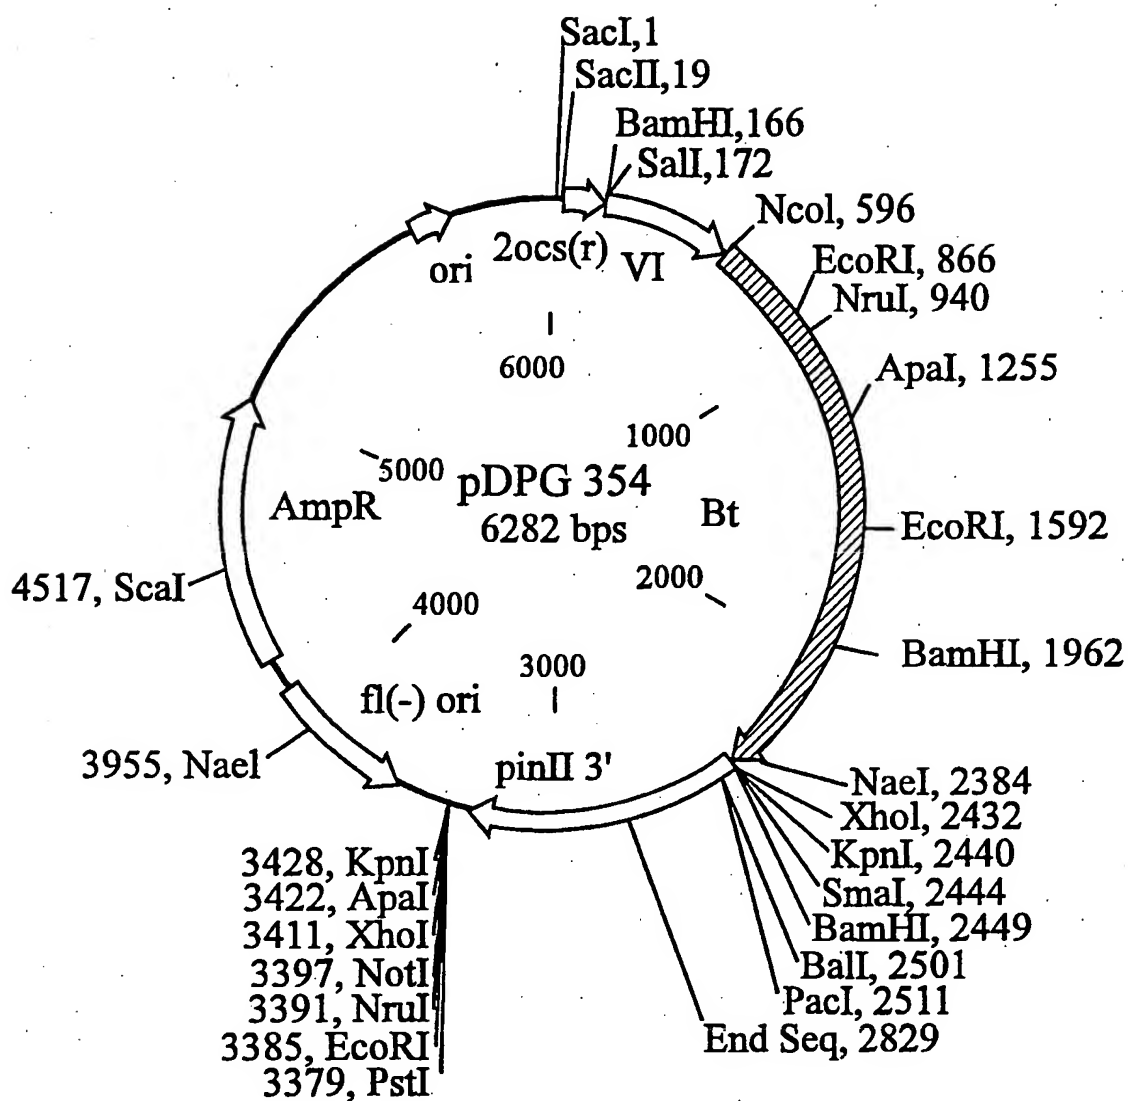 SacI,1
SacII,19
BamHI,166
SalI,172
NcoI, 596
EcoRI, 866
NruI, 940
ApaI, 1255
EcoRI, 1592
BamHI, 1962
NaeI, 2384
XhoI, 2432
KpnI, 2440
SmaI, 2444
BamHI, 2449
BalI, 2501
PacI, 2511
End Seq, 2829
3379, PstI
3385, EcoRI
3391, NruI
3397, NotI
3411, XhoI
3422, ApaI
3428, KpnI
3955, NaeI
4517, ScaI
ori
2ocs(r)
VI
6000
1000
5000
pDPG 354
6282 bps
AmpR
Bt
2000
4000
3000
fl(-) ori
pinII 3'